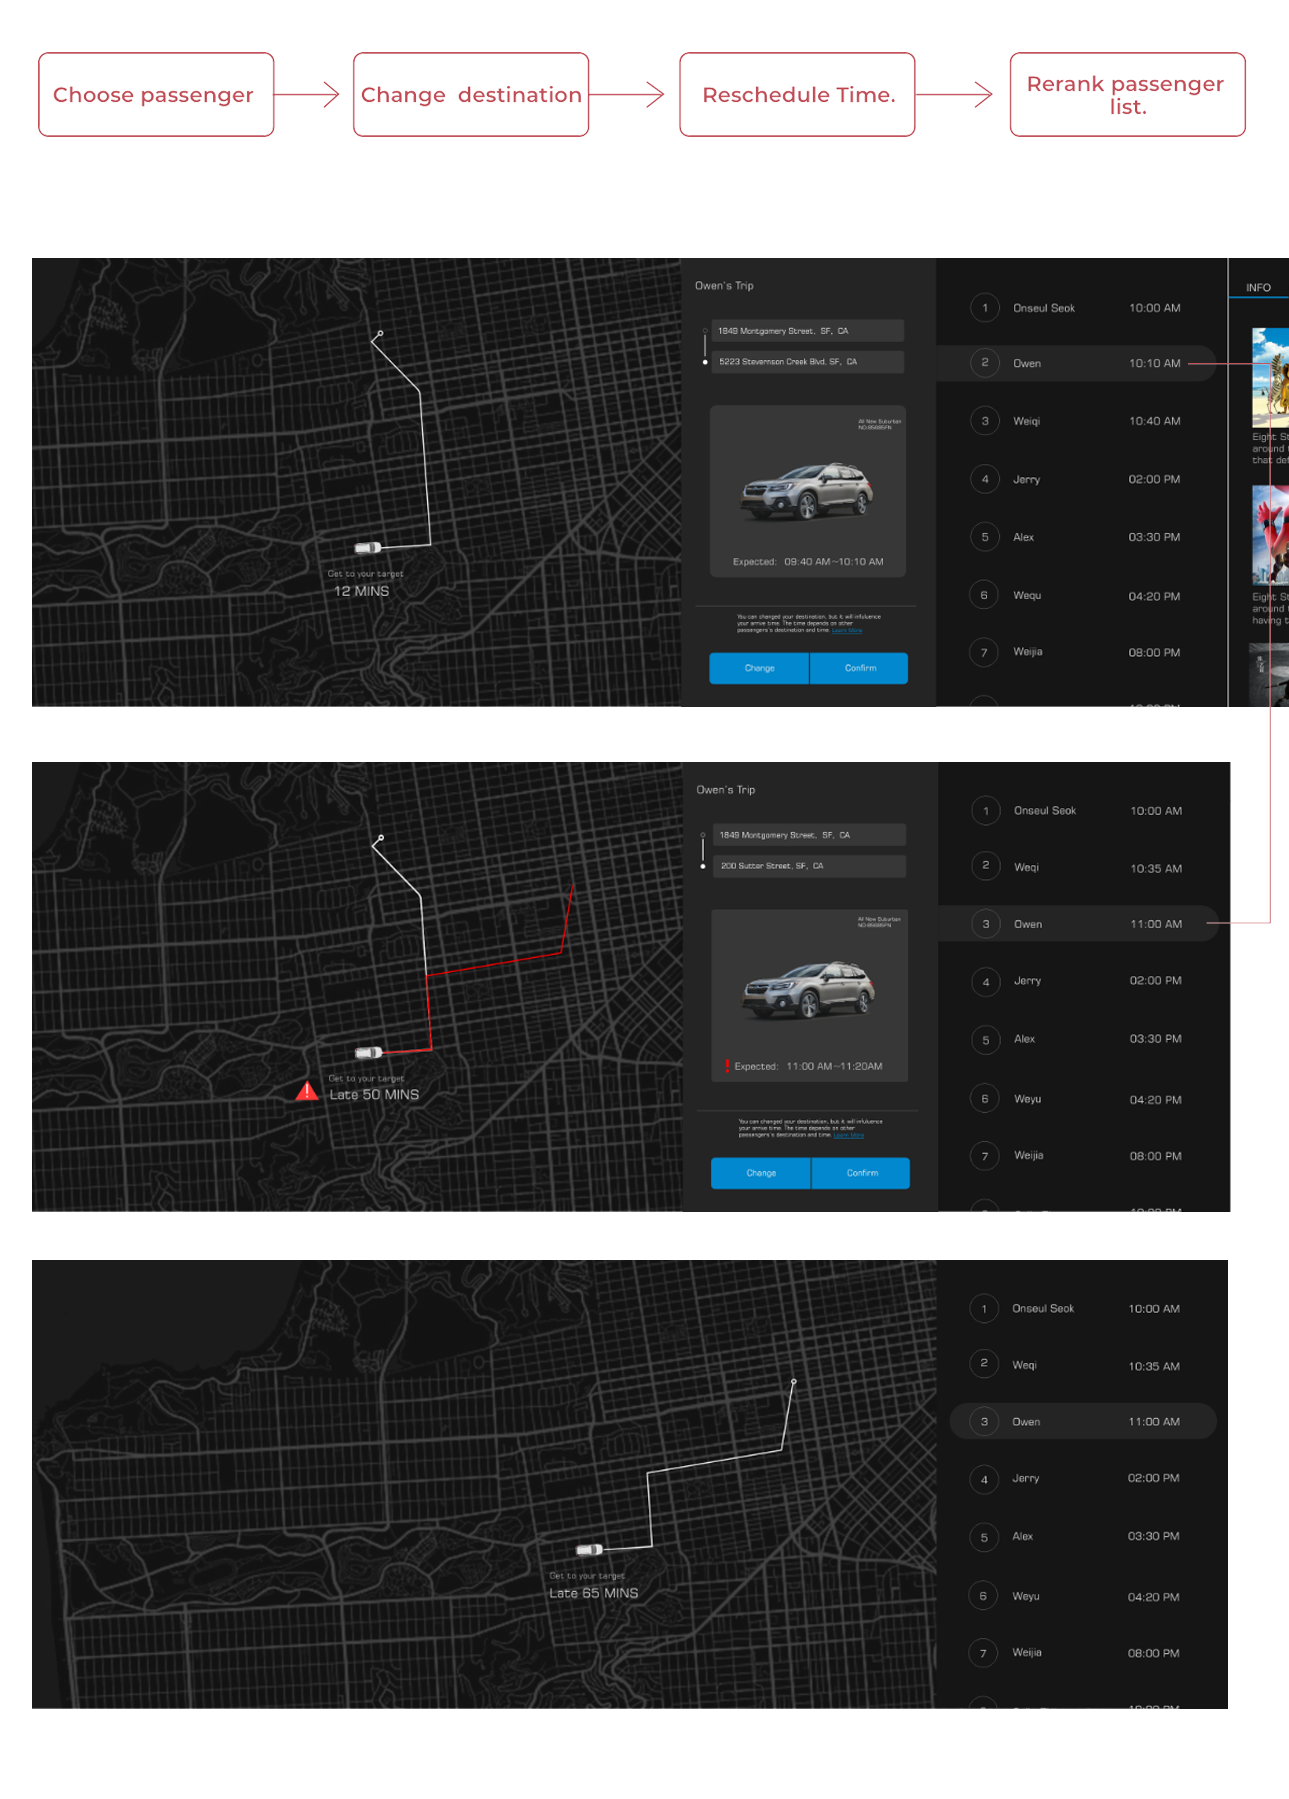 Choose passenger
Change destination
Reschedule Time.
Rerank passenger
list.
Owen's Trip
1849 Montgomery Street, SF, CA
5223 Stevernson Creek Blvd, SF, CA
All New Suburban
NO:85885FN
Expected: 09:40 AM~10:10 AM
You can changed your destination, but it will infuluence
your arrive time. The time depends on other
passengers's destination and time. Learn More
Change
Confirm
Get to your target
12 MINS
1 Onseul Seok 10:00 AM
2 Owen 10:10 AM
3 Weiqi 10:40 AM
4 Jerry 02:00 PM
5 Alex 03:30 PM
6 Wequ 04:20 PM
7 Weijia 08:00 PM
INFO
Eight St
around
that def
Eight St
around
having t
Owen's Trip
1849 Montgomery Street, SF, CA
200 Sutter Street, SF, CA
All New Suburban
NO:85885FN
! Expected: 11:00 AM~11:20AM
You can changed your destination, but it will infuluence
your arrive time. The time depends on other
passengers's destination and time. Learn More
Change
Confirm
Get to your target
Late 50 MINS
1 Onseul Seok 10:00 AM
2 Weqi 10:35 AM
3 Owen 11:00 AM
4 Jerry 02:00 PM
5 Alex 03:30 PM
6 Weyu 04:20 PM
7 Weijia 08:00 PM
Get to your target
Late 65 MINS
1 Onseul Seok 10:00 AM
2 Weqi 10:35 AM
3 Owen 11:00 AM
4 Jerry 02:00 PM
5 Alex 03:30 PM
6 Weyu 04:20 PM
7 Weijia 08:00 PM